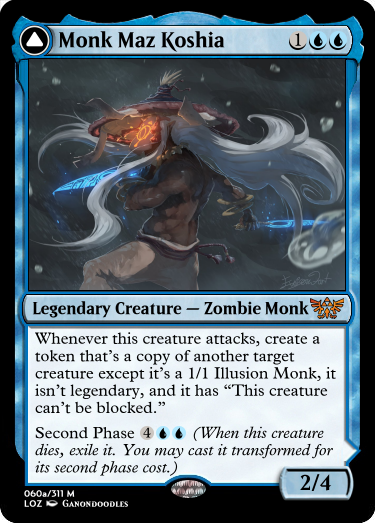 Monk Maz Koshia 1
Legendary Creature — Zombie Monk
Whenever this creature attacks, create a
token that's a copy of another target
creature except it's a 1/1 Illusion Monk, it
isn't legendary, and it has “This creature
can't be blocked.”
Second Phase 4 (When this creature
dies, exile it. You may cast it transformed for
its second phase cost.)
2/4
060a/311 M
LOZ GANONDOODLES